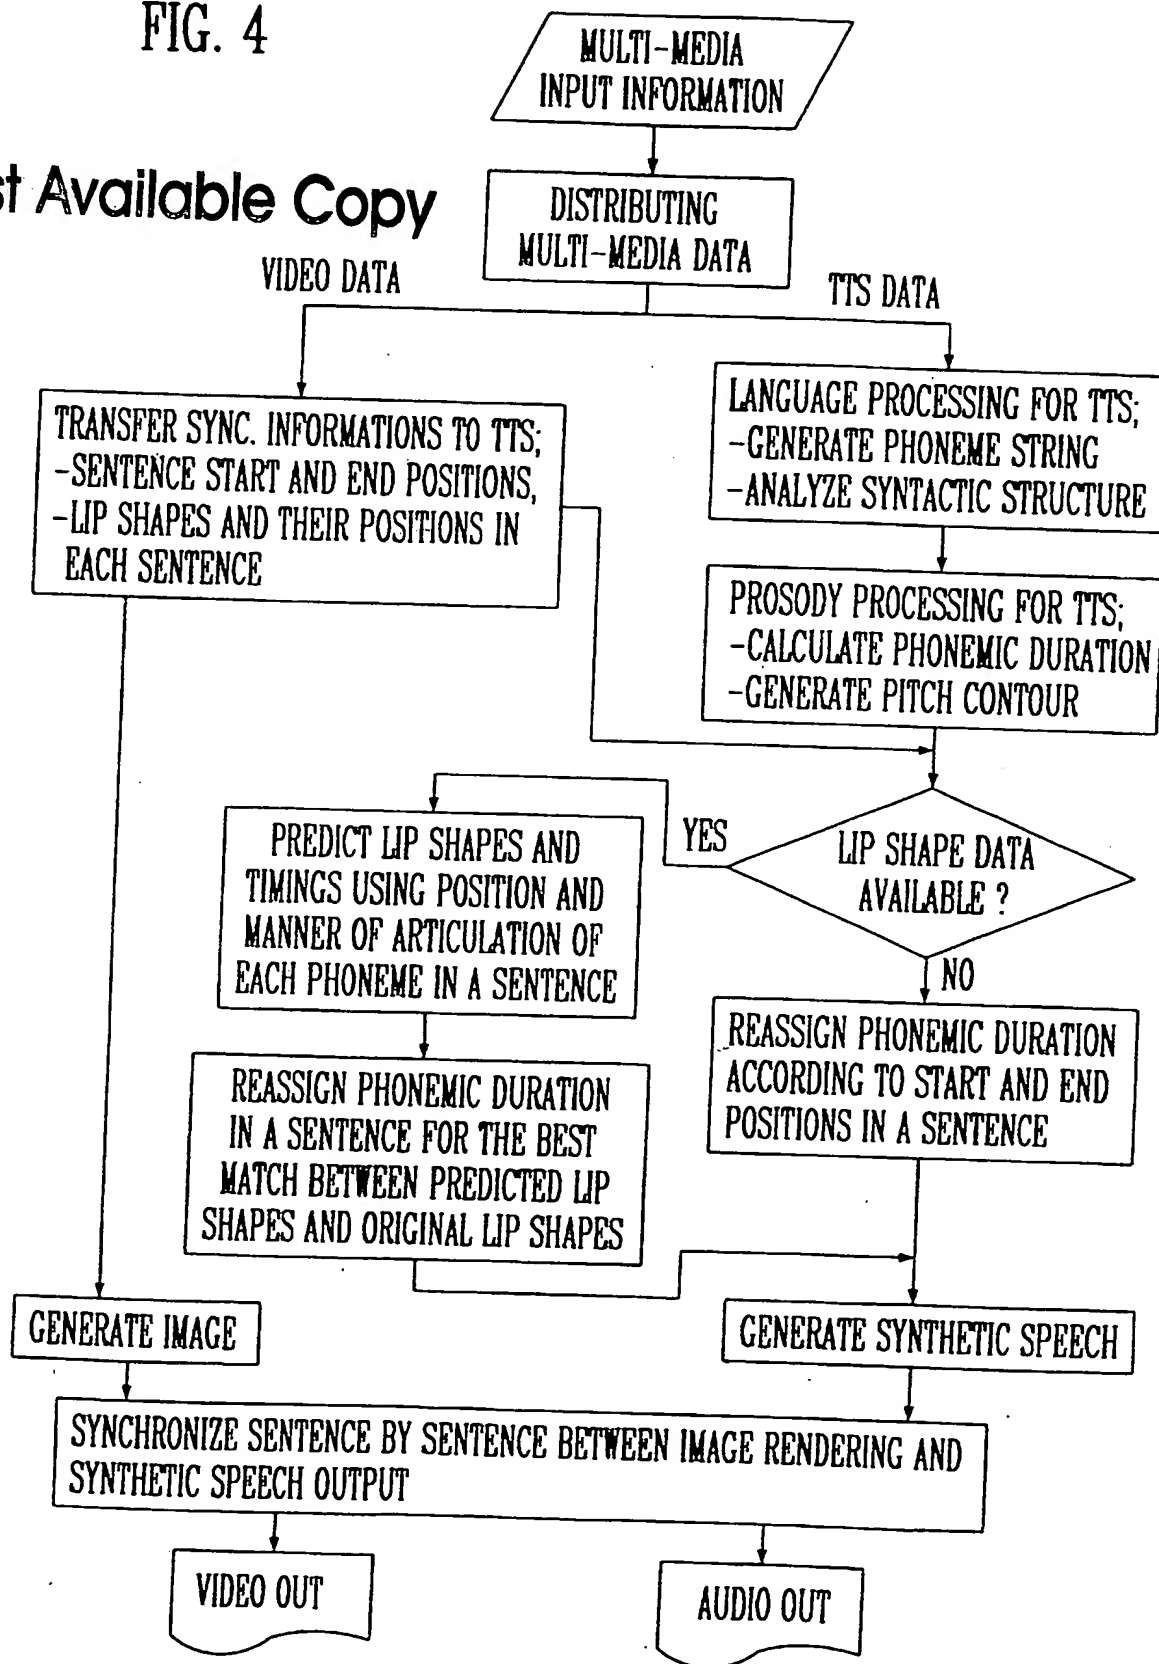 FIG. 4
MULTI-MEDIA
INPUT INFORMATION
st Available Copy
DISTRIBUTING
MULTI-MEDIA DATA
VIDEO DATA
TTS DATA
TRANSFER SYNC. INFORMATIONS TO TTS;
-SENTENCE START AND END POSITIONS,
-LIP SHAPES AND THEIR POSITIONS IN
EACH SENTENCE
LANGUAGE PROCESSING FOR TTS;
-GENERATE PHONEME STRING
-ANALYZE SYNTACTIC STRUCTURE
PROSODY PROCESSING FOR TTS;
-CALCULATE PHONEMIC DURATION
-GENERATE PITCH CONTOUR
LIP SHAPE DATA
AVAILABLE ?
YES
NO
PREDICT LIP SHAPES AND
TIMINGS USING POSITION AND
MANNER OF ARTICULATION OF
EACH PHONEME IN A SENTENCE
REASSIGN PHONEMIC DURATION
ACCORDING TO START AND END
POSITIONS IN A SENTENCE
REASSIGN PHONEMIC DURATION
IN A SENTENCE FOR THE BEST
MATCH BETWEEN PREDICTED LIP
SHAPES AND ORIGINAL LIP SHAPES
GENERATE IMAGE
GENERATE SYNTHETIC SPEECH
SYNCHRONIZE SENTENCE BY SENTENCE BETWEEN IMAGE RENDERING AND
SYNTHETIC SPEECH OUTPUT
VIDEO OUT
AUDIO OUT